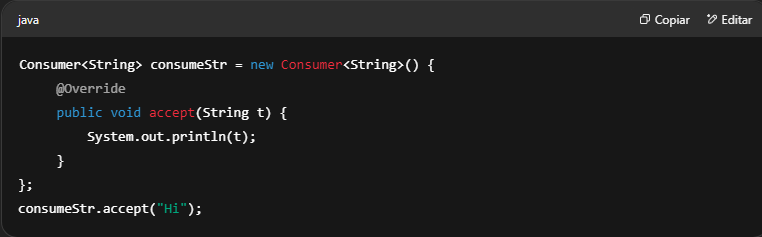 java
Copiar
Editar
Consumer<String> consumeStr = new Consumer<String>() {
@Override
public void accept(String t) {
System.out.println(t);
}
};
consumeStr.accept("Hi");